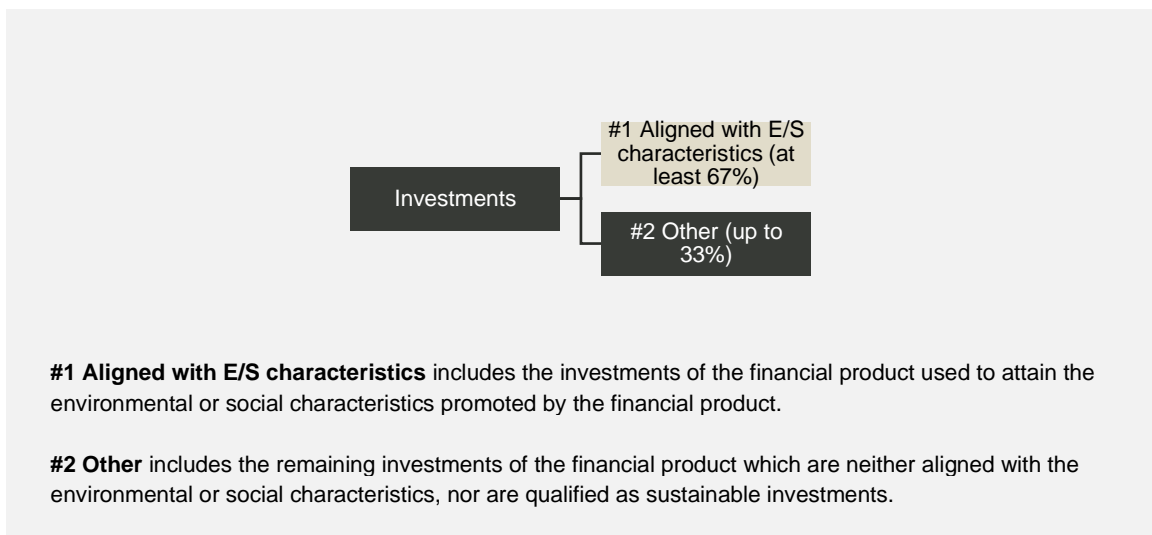 #1 Aligned with E/S
characteristics (at
least 67%)
Investments
#2 Other (up to
33%)
#1 Aligned with E/S characteristics includes the investments of the financial product used to attain the
environmental or social characteristics promoted by the financial product.
#2 Other includes the remaining investments of the financial product which are neither aligned with the
environmental or social characteristics, nor are qualified as sustainable investments.